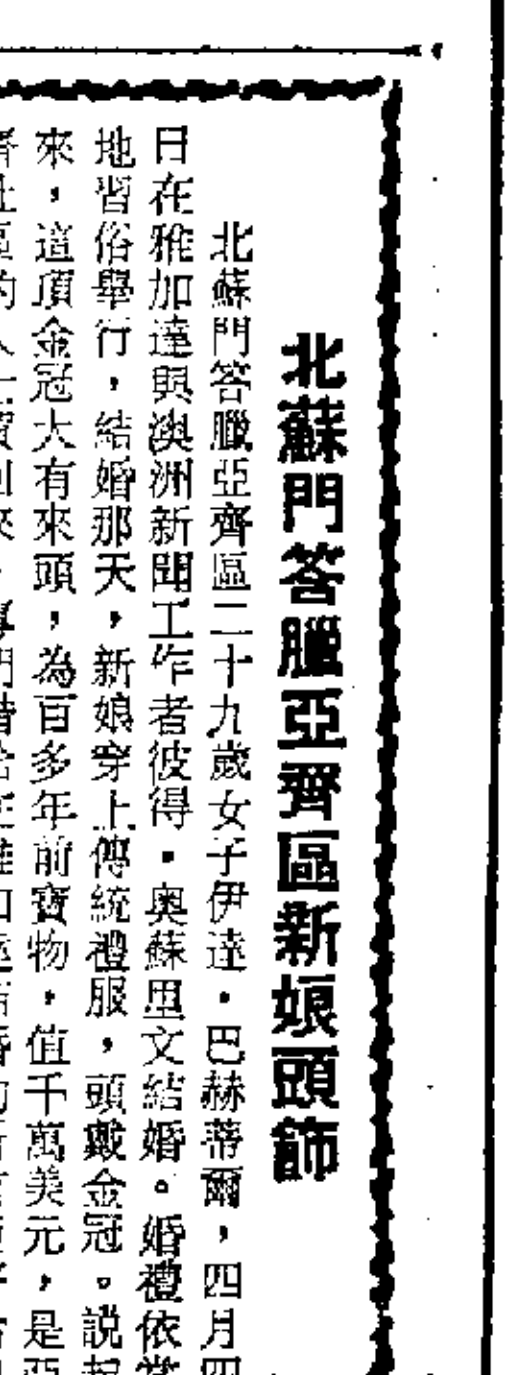 北蘇門答臘亞齊區新娘頭飾
北蘇門答臘亞齊區二十九歲女子伊達·巴赫蒂爾，四月四
日在雅加達與澳洲新聞工作者彼得·奧蘇里文結婚。婚禮依當
地習俗舉行，結婚那天，新娘穿上傳統禮服，頭戴金冠。説起
來，這項金冠大有來頭，為百多年前寶物，值千萬美元，是亞